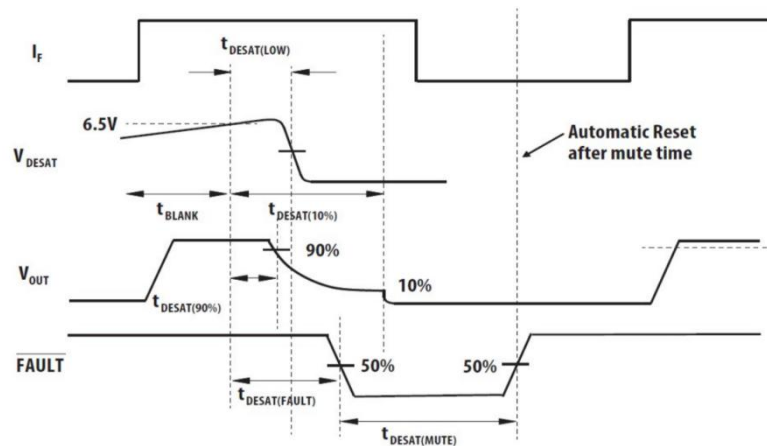 I_F
t_DESAT(LOW)
6.5V
V_DESAT
Automatic Reset
after mute time
t_BLANK
t_DESAT(10%)
90%
V_OUT
10%
t_DESAT(90%)
FAULT
50%
50%
t_DESAT(FAULT)
t_DESAT(MUTE)